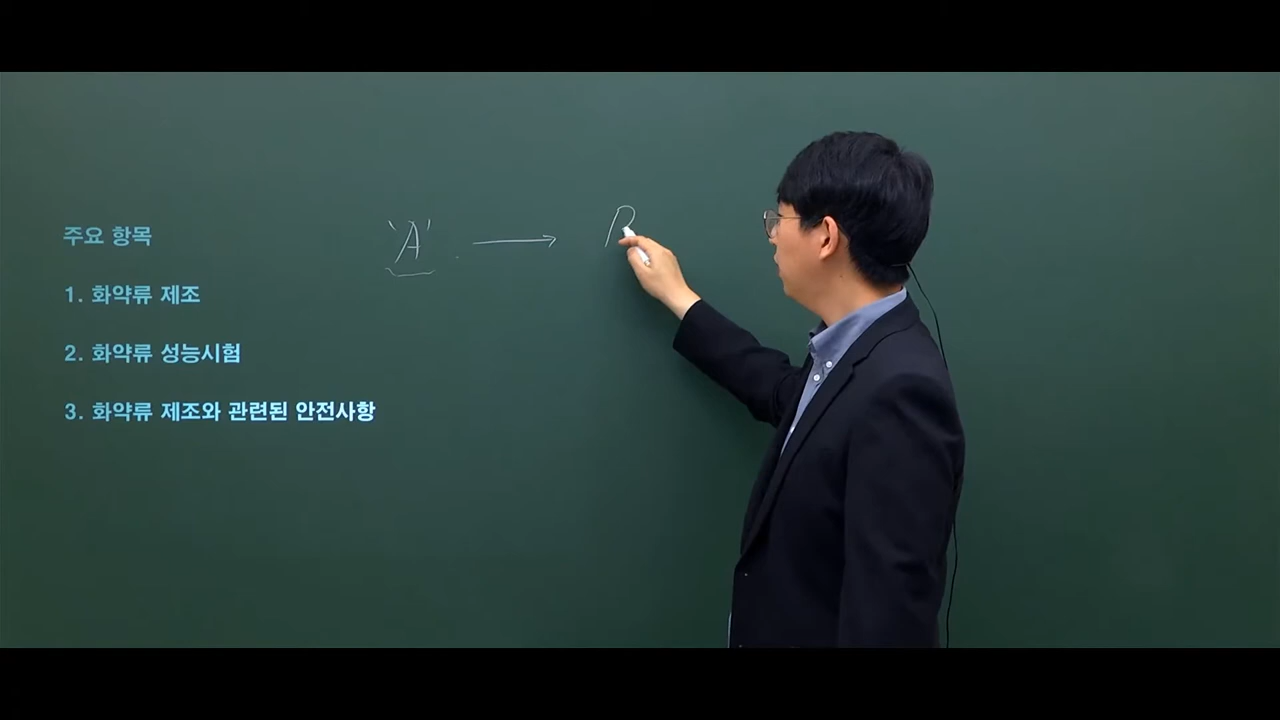 주요 항목
'A' → B
1. 화약류 제조
2. 화약류 성능시험
3. 화약류 제조와 관련된 안전사항